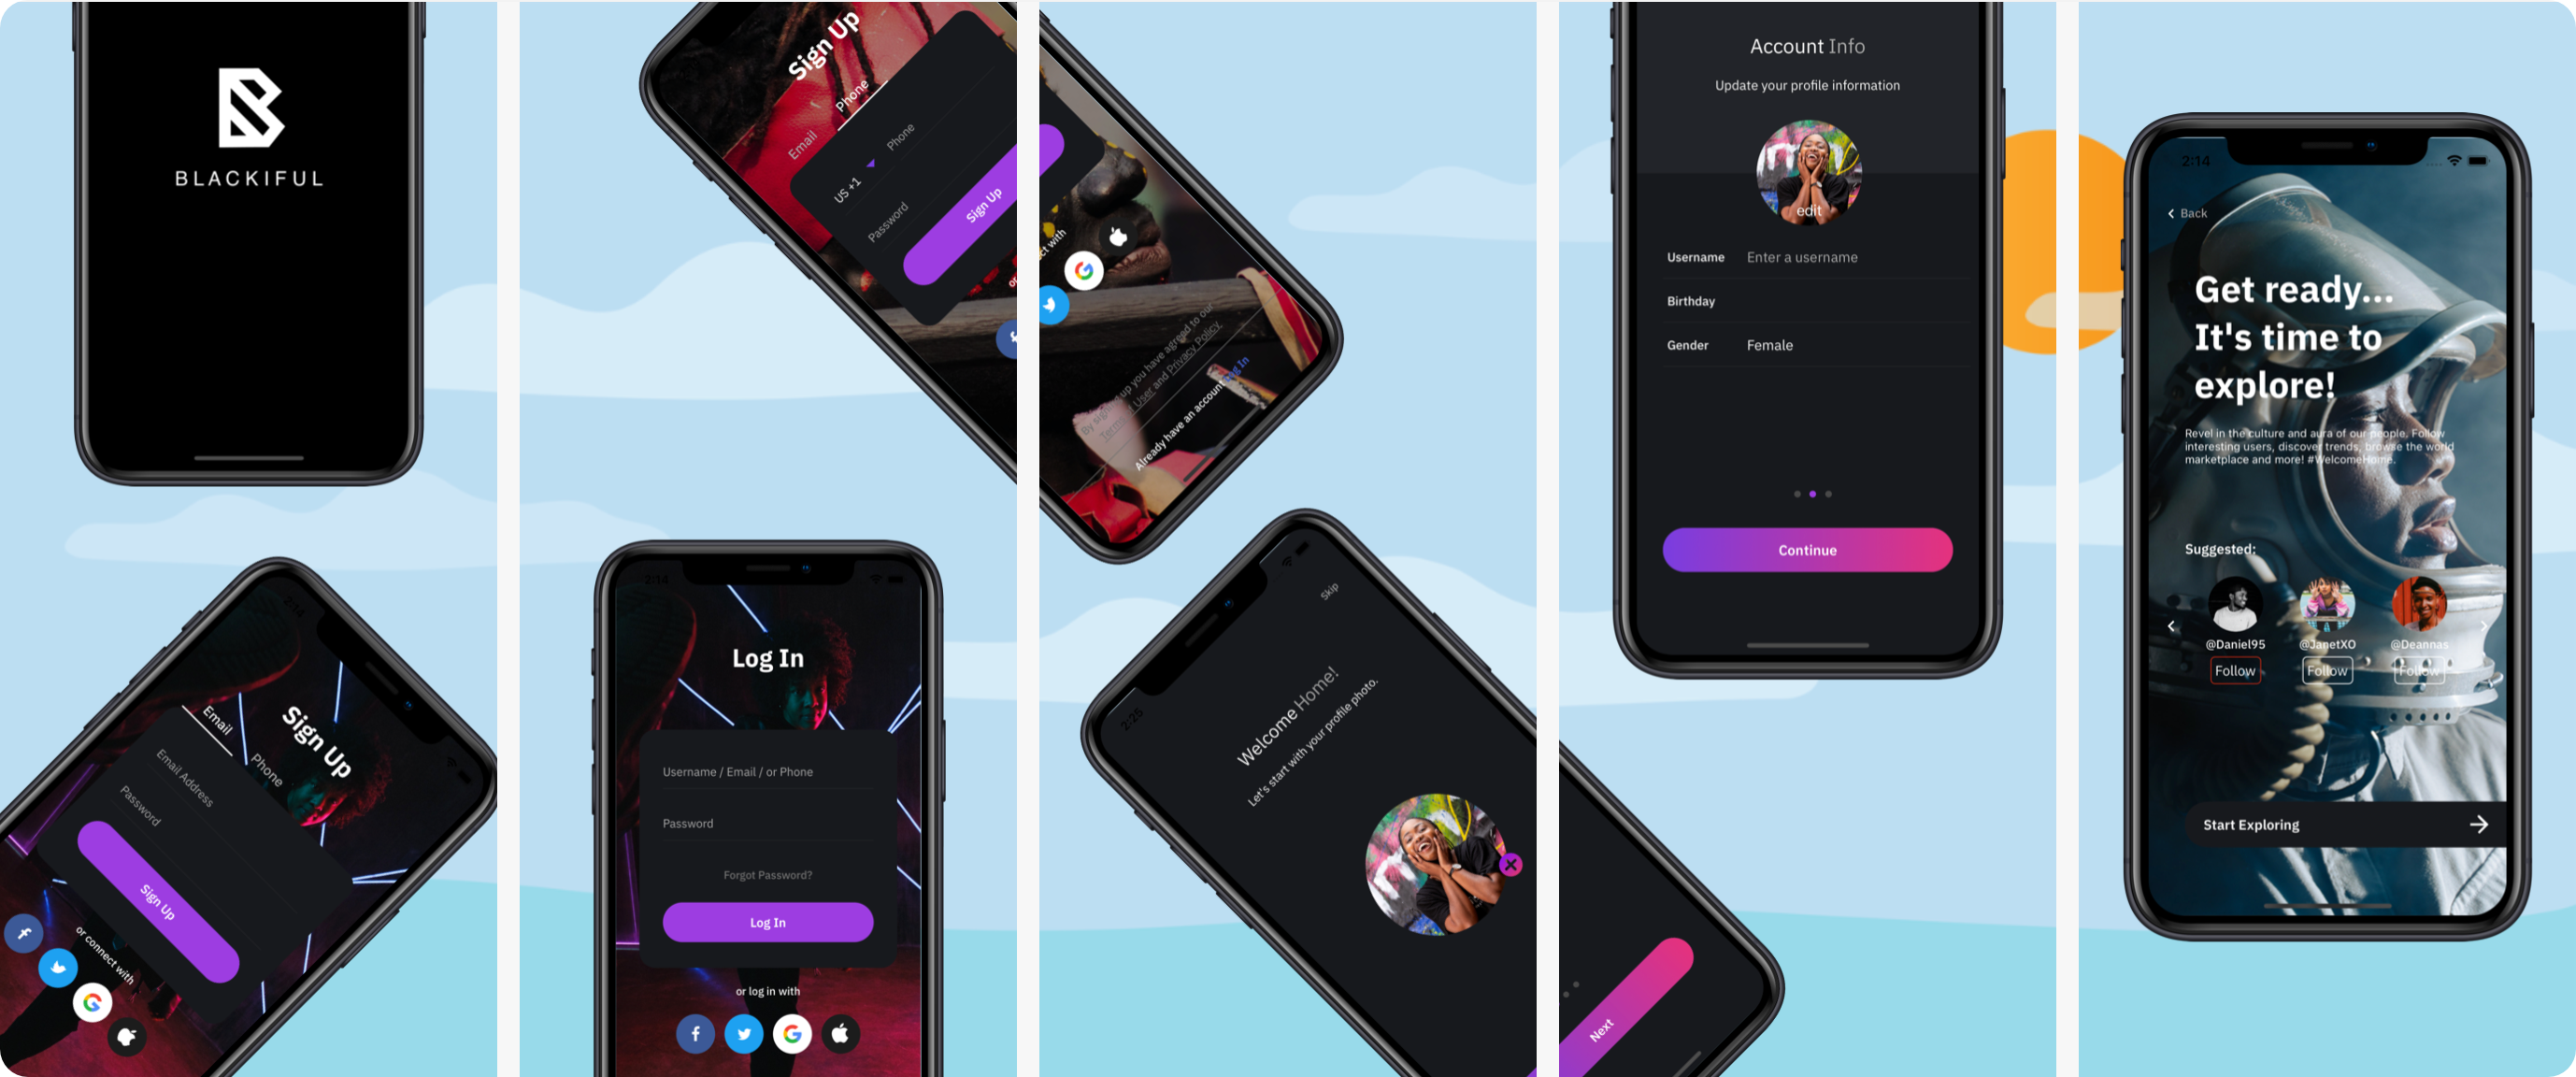 BLACKIFUL
2:14
Sign Up
Email
Phone
Email Address
Password
Sign Up
or connect with
Sign Up
Email
Phone
US +1
Phone
Password
Sign Up
or
2:14
Log In
Username / Email / or Phone
Password
Forgot Password?
Log In
or log in with
ct with
By signing up you have agreed to our
Terms of User and Privacy Policy
Already have an account Log In
2:25
Skip
Welcome Home!
Let's start with your profile photo.
Account Info
Update your profile information
edit
Username Enter a username
Birthday
Gender Female
Continue
Next
2:14
Back
Get ready...
It's time to
explore!
Revel in the culture and aura of our people. Follow
interesting users, discover trends, browse the world
marketplace and more! #WelcomeHome.
Suggested:
@Daniel95 @JanetXO @Deannas
Follow Follow Follow
Start Exploring